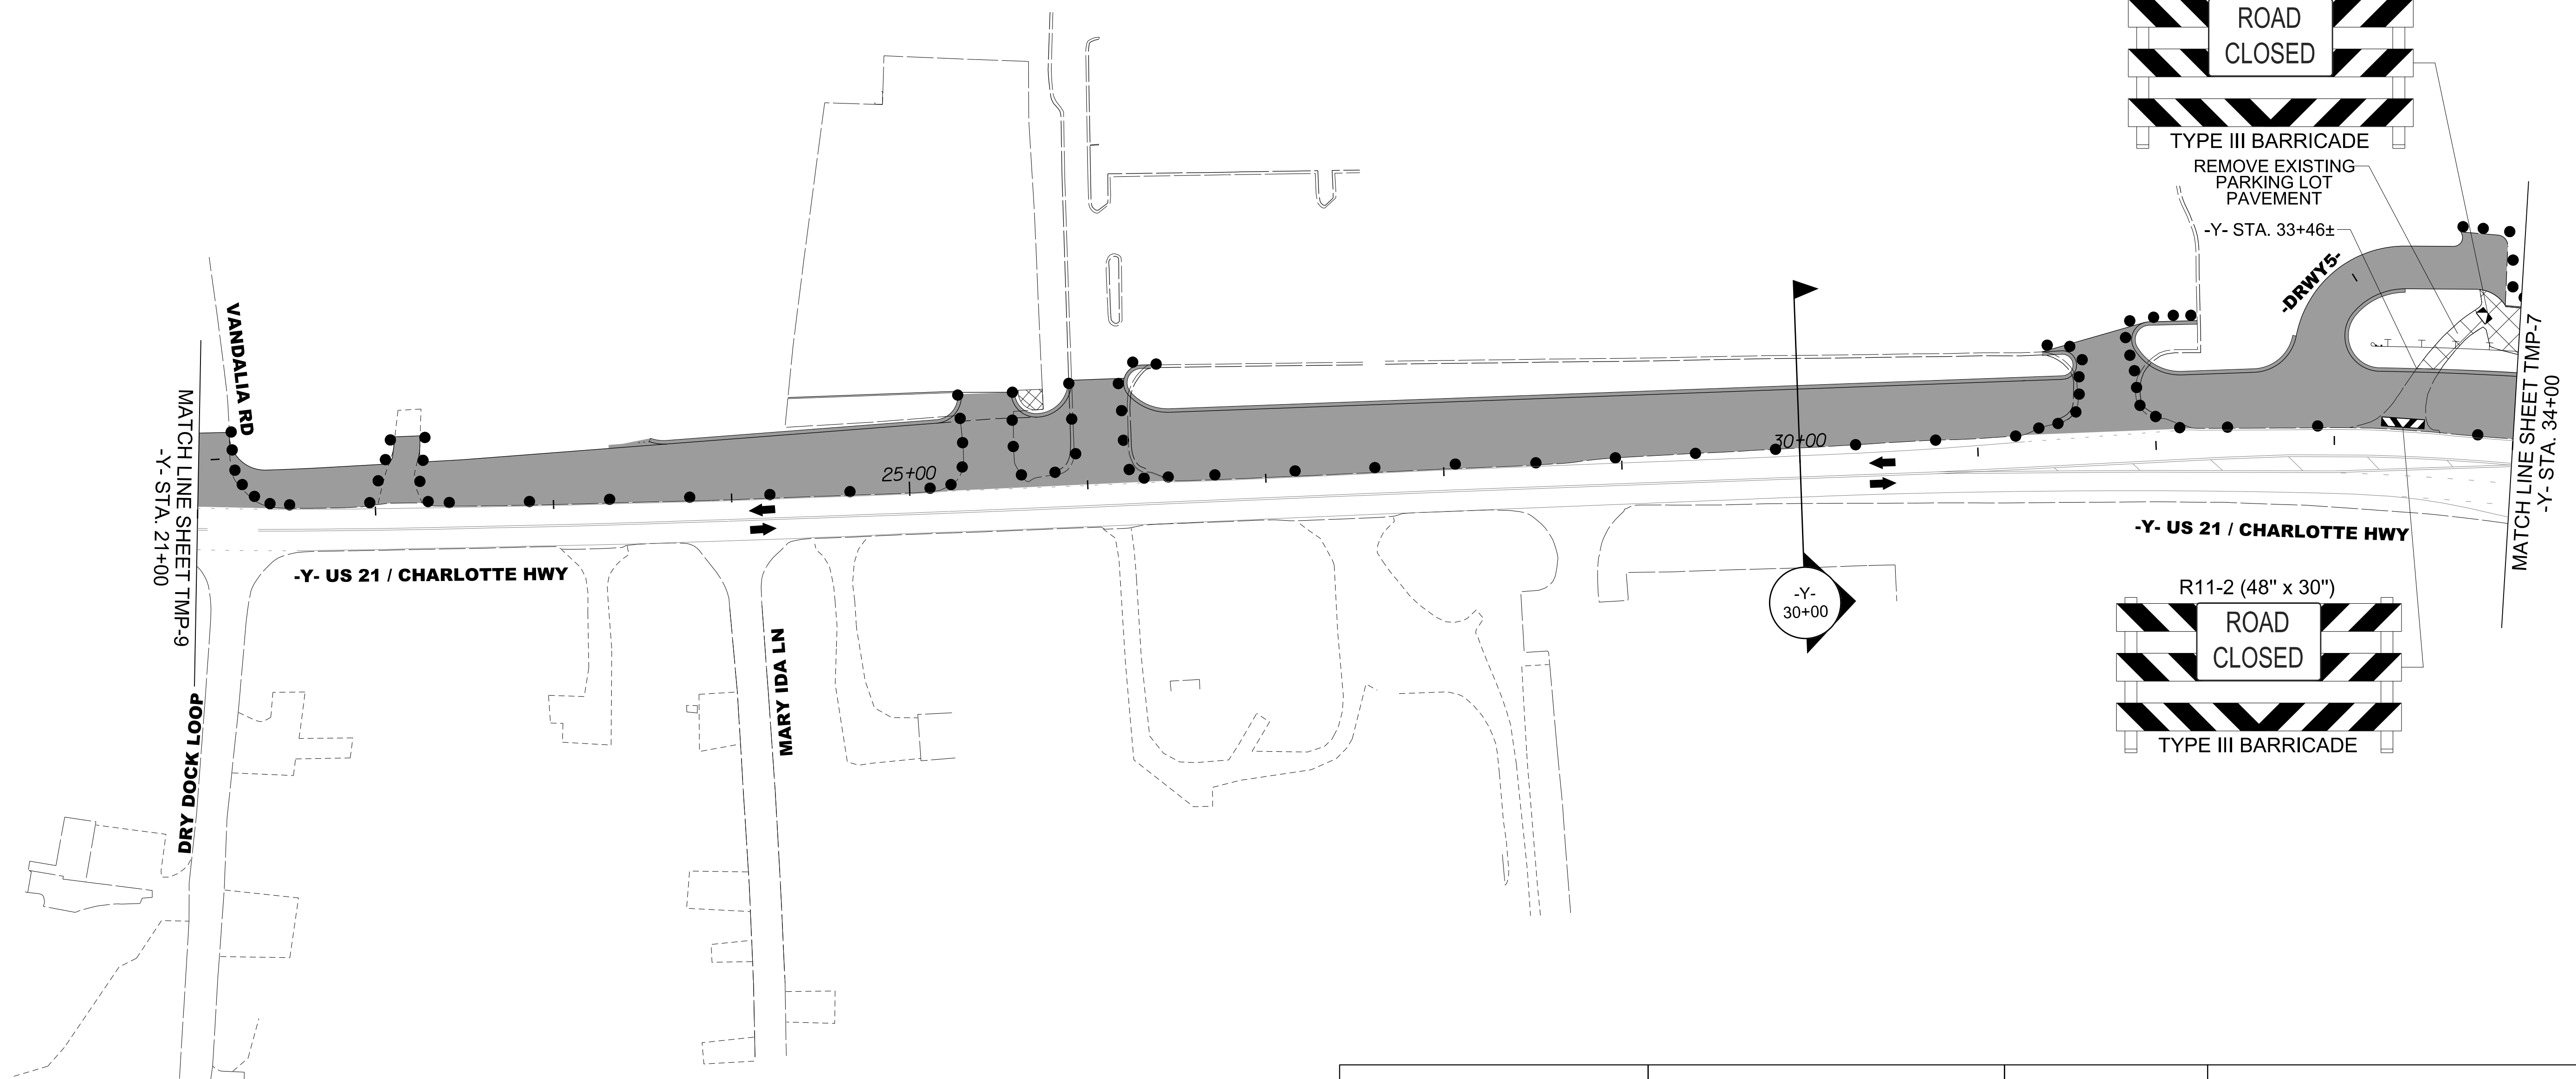 ROAD
CLOSED
TYPE III BARRICADE
REMOVE EXISTING
PARKING LOT
PAVEMENT
-Y- STA. 33+46±
-DRWY5-
VANDALIA RD
MATCH LINE SHEET TMP-9
-Y- STA. 21+00
25+00
30+00
MATCH LINE SHEET TMP-7
-Y- STA. 34+00
-Y- US 21 / CHARLOTTE HWY
-Y- US 21 / CHARLOTTE HWY
-Y-
30+00
R11-2 (48" x 30")
ROAD
CLOSED
TYPE III BARRICADE
MARY IDA LN
DRY DOCK LOOP